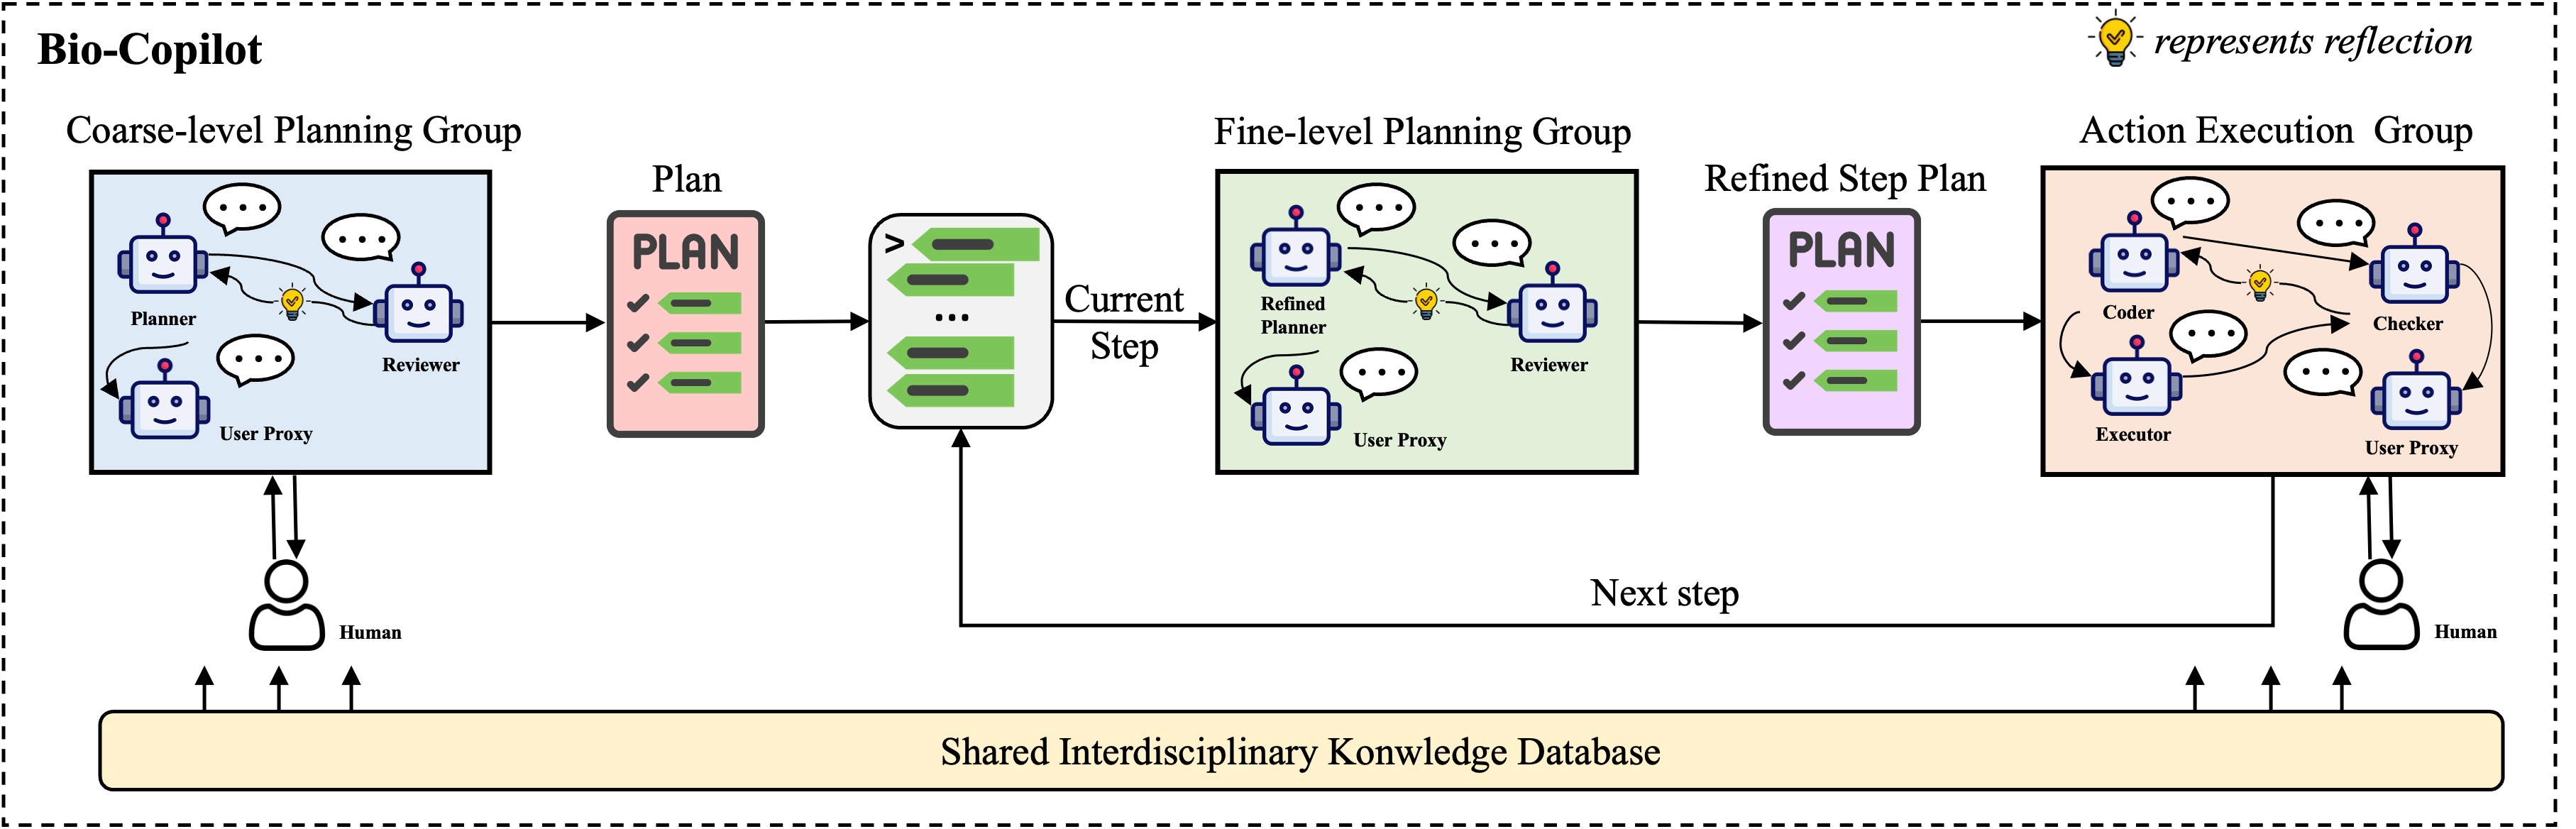 Bio-Copilot
represents reflection
Coarse-level Planning Group
Planner
Reviewer
User Proxy
Human
Plan
PLAN
>
...
Current
Step
Fine-level Planning Group
Refined
Planner
Reviewer
User Proxy
Refined Step Plan
PLAN
Action Execution Group
Coder
Checker
Executor
User Proxy
Next step
Human
Shared Interdisciplinary Konwledge Database